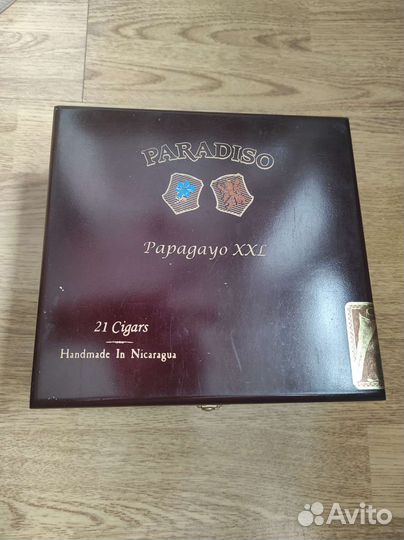 PARADISO
Papagayo XXL
21 Cigars
Handmade In Nicaragua
Avito